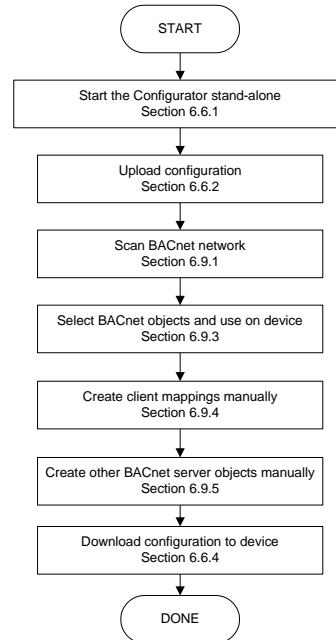 START
Start the Configurator stand-alone
Section 6.6.1
Upload configuration
Section 6.6.2
Scan BACnet network
Section 6.9.1
Select BACnet objects and use on device
Section 6.9.3
Create client mappings manually
Section 6.9.4
Create other BACnet server objects manually
Section 6.9.5
Download configuration to device
Section 6.6.4
DONE